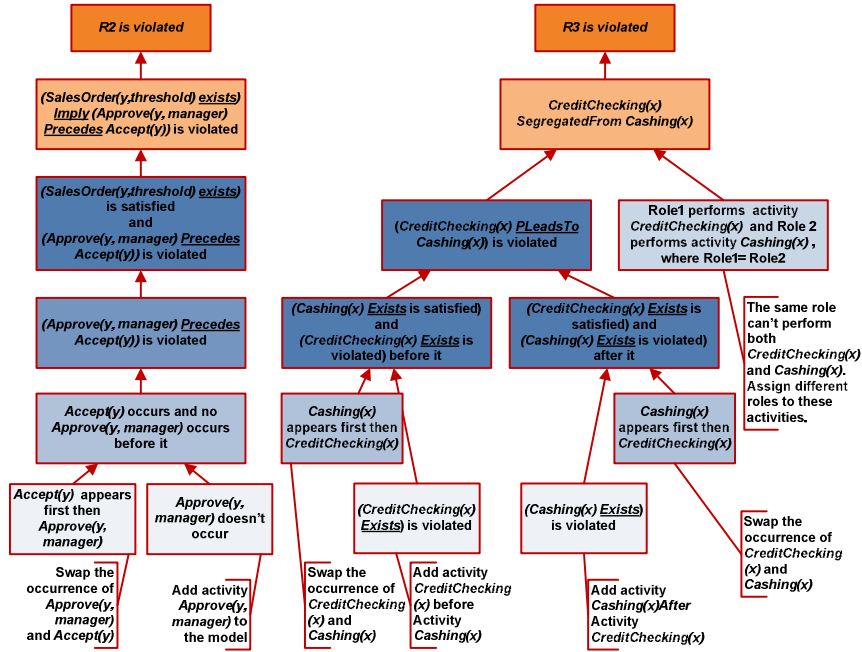 R2 is violated
R3 is violated
(SalesOrder(y,threshold) exists)
Imply (Approve(y, manager)
Precedes Accept(y)) is violated
CreditChecking(x)
SegregatedFrom Cashing(x)
(SalesOrder(y,threshold) exists)
is satisfied
and
(Approve(y, manager) Precedes
Accept(y)) is violated
(CreditChecking(x) PLeadsTo
Cashing(x)) is violated
Role1 performs activity
CreditChecking(x) and Role 2
performs activity Cashing(x) ,
where Role1= Role2
(Approve(y, manager) Precedes
Accept(y)) is violated
(Cashing(x) Exists is satisfied)
and
(CreditChecking(x) Exists is
violated) before it
(CreditChecking(x) Exists is
satisfied) and
(Cashing(x) Exists is violated)
after it
The same role
can't perform
both
CreditChecking(x)
and Cashing(x).
Assign different
roles to these
activities.
Accept(y) occurs and no
Approve(y, manager) occurs
before it
Cashing(x)
appears first then
CreditChecking(x)
Cashing(x)
appears first then
CreditChecking(x)
Accept(y) appears
first then
Approve(y,
manager)
Approve(y,
manager) doesn't
occur
(CreditChecking(x)
Exists) is violated
(Cashing(x) Exists)
is violated
Swap the
occurrence of
CreditChecking
(x) and
Cashing(x)
Swap the
occurrence of
Approve(y,
manager)
and Accept(y)
Add activity
Approve(y,
manager) to
the model
Swap the
occurrence of
CreditChecking
(x) and
Cashing(x)
Add activity
CreditChecking
(x) before
Activity
Cashing(x)
Add activity
Cashing(x)After
Activity
CreditChecking(x)